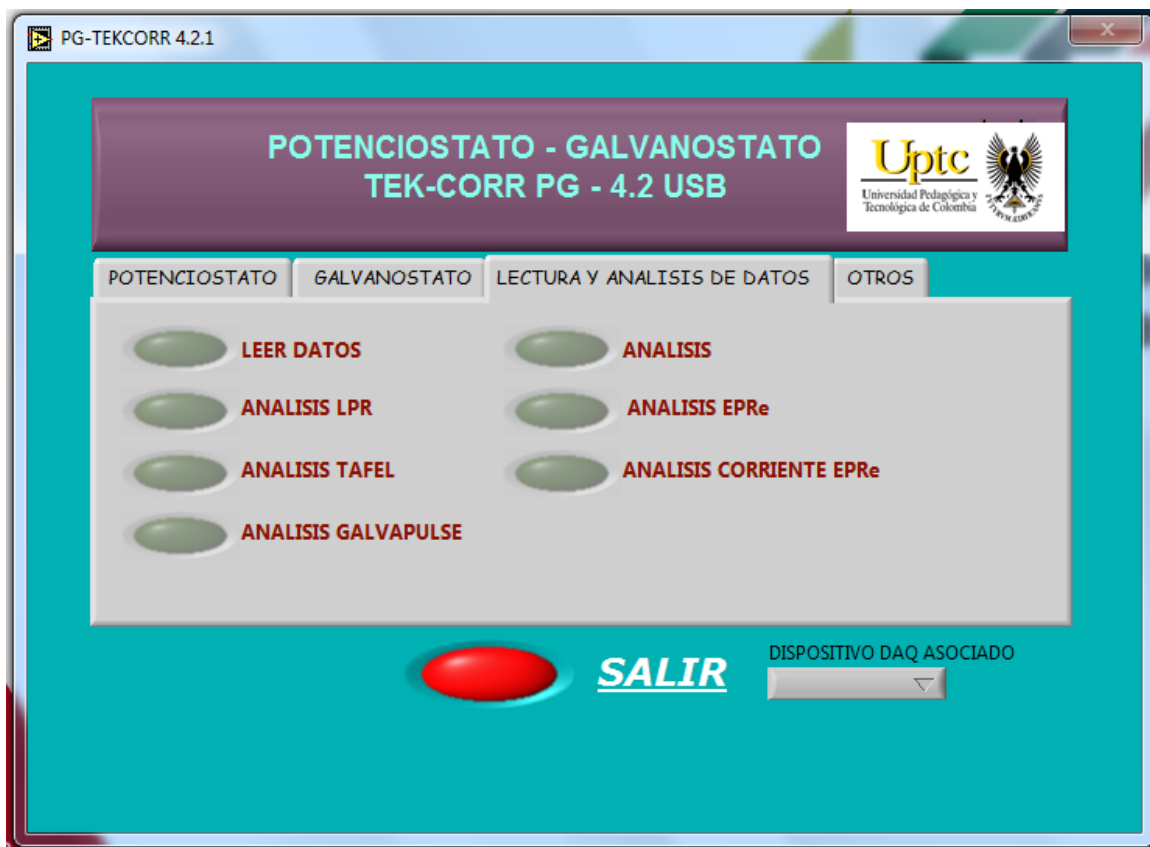 PG-TEKCORR 4.2.1
POTENCIOSTATO - GALVANOSTATO
TEK-CORR PG - 4.2 USB
Uptc
Universidad Pedagógica y
Tecnológica de Colombia
POTENCIOSTATO
GALVANOSTATO
LECTURA Y ANALISIS DE DATOS
OTROS
LEER DATOS
ANALISIS
ANALISIS LPR
ANALISIS EPRe
ANALISIS TAFEL
ANALISIS CORRIENTE EPRe
ANALISIS GALVAPULSE
SALIR
DISPOSITIVO DAQ ASOCIADO